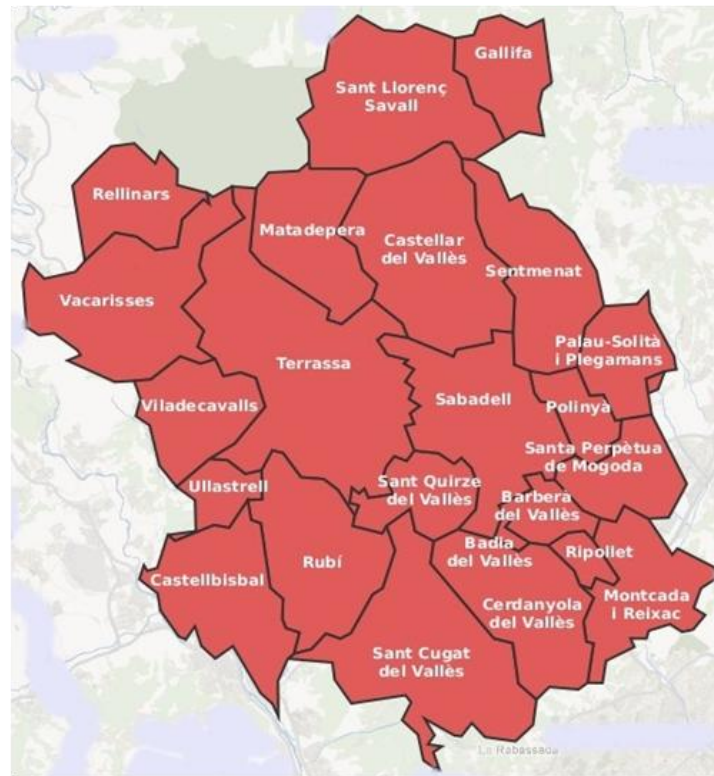 Gallifa
Sant Llorenç
Savall
Rellinars
Matadepera
Castellar
del Vallès
Sentmenat
Vacarisses
Palau-Solità
i Plegamans
Terrassa
Viladecavalls
Sabadell
Polinyà
Santa Perpètua
de Mogoda
Ullastrell
Sant Quirze
del Vallès
Barberà
del Vallès
Badia
del Vallès
Ripollet
Castellbisbal
Rubí
Cerdanyola
del Vallès
Montcada
i Reixac
Sant Cugat
del Vallès
La Rabassada